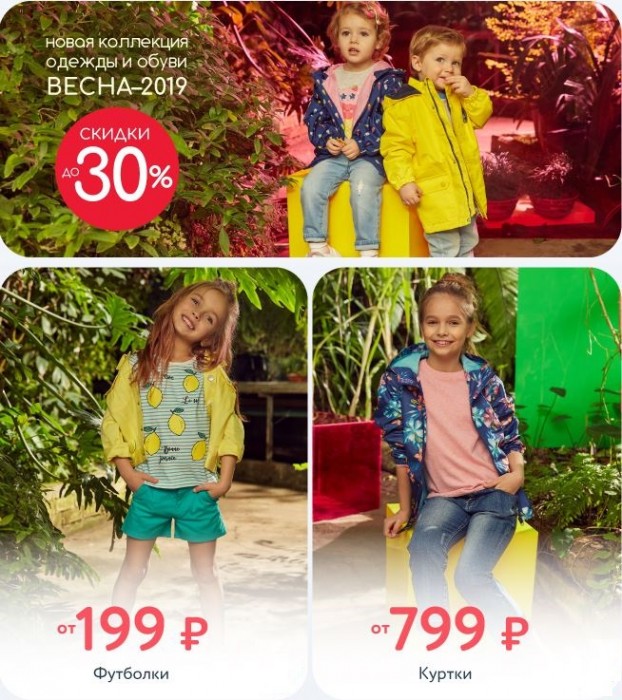 новая коллекция
одежды и обуви
ВЕСНА–2019
СКИДКИ
до 30%
от 199 ₽
Футболки
от 799 ₽
Куртки